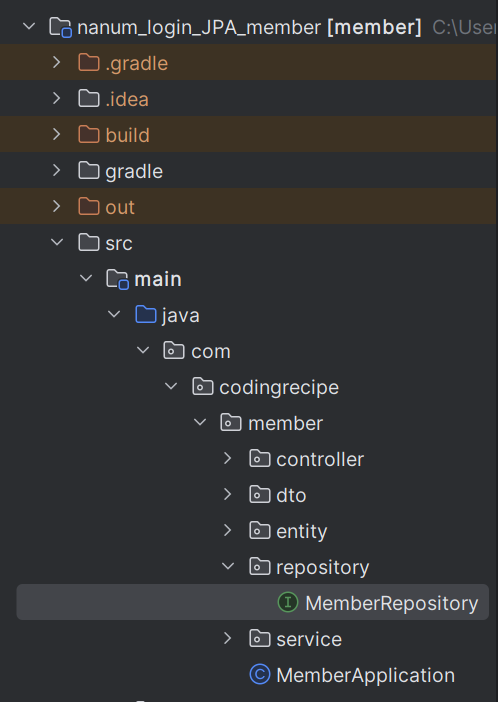 nanum_login_JPA_member [member] C:\User
.gradle
.idea
build
gradle
out
src
main
java
com
codingrecipe
member
controller
dto
entity
repository
MemberRepository
service
MemberApplication